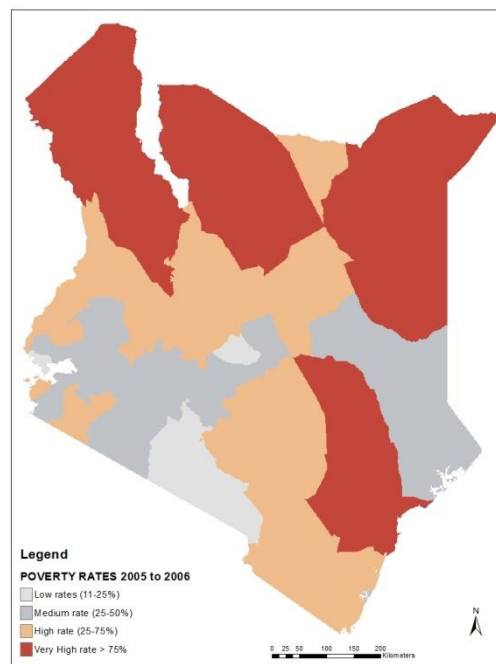 N
Legend
POVERTY RATES 2005 to 2006
Low rates (11-25%)
Medium rate (25-50%)
High rate (25-75%)
Very High rate > 75%
0 25 50 100 150 200
Kilometers